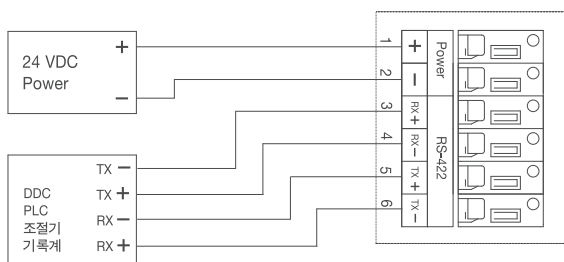 24 VDC
Power
+
−
DDC
PLC
조절기
기록계
TX −
TX +
RX −
RX +
1
2
3
4
5
6
+
−
RX +
RX −
TX +
TX −
Power
RS-422